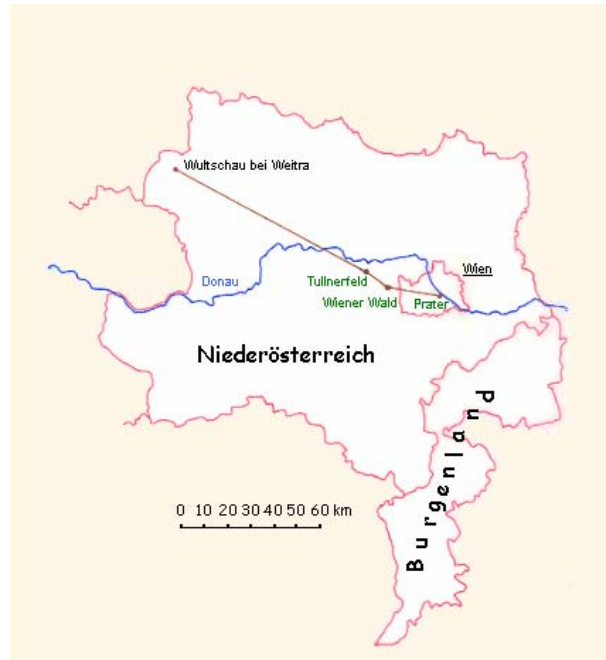 Wultschau bei Weitra
Wien
Donau
Tullnerfeld
Wiener Wald
Prater
Niederösterreich
Burgenland
0 10 20 30 40 50 60 km